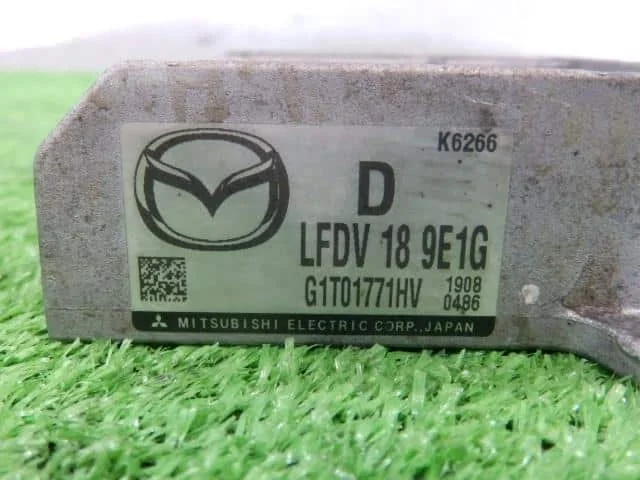 K6266
D
LFDV 18 9E1G
G1T01771HV 1908
0486
MITSUBISHI ELECTRIC CORP., JAPAN